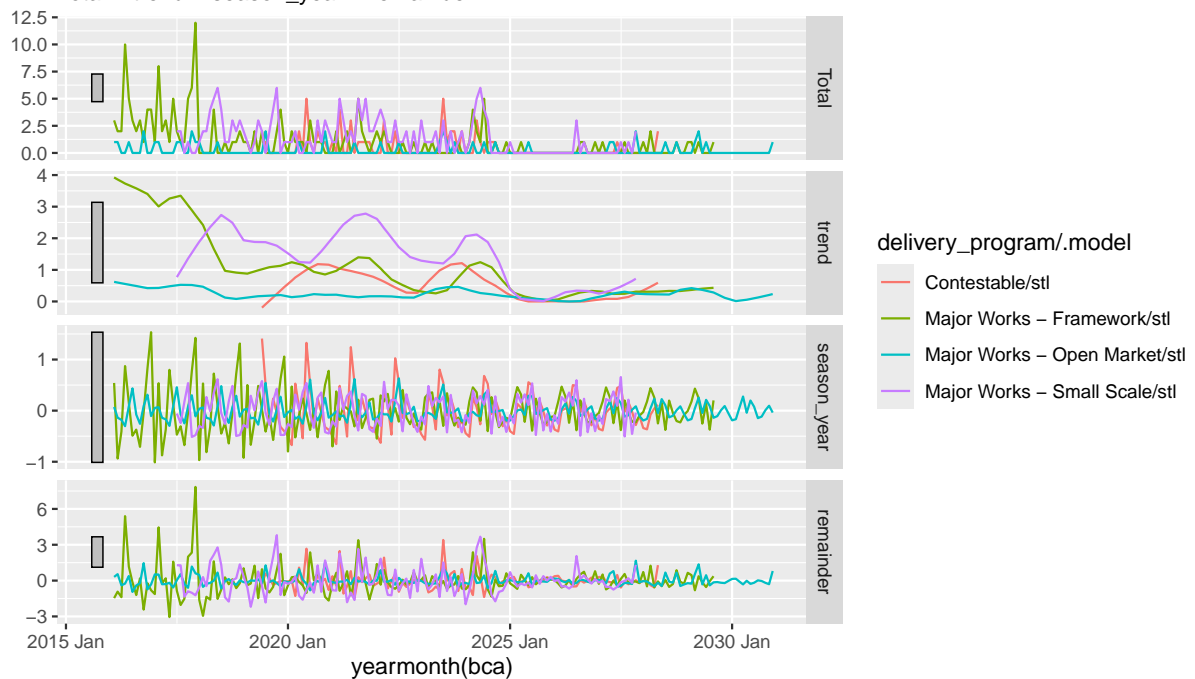 12.5
10.0
7.5
5.0
2.5
0.0
Total
4
3
2
1
0
trend
1
0
−1
season_year
6
3
0
−3
remainder
2015 Jan
2020 Jan
2025 Jan
2030 Jan
yearmonth(bca)
delivery_program/.model
Contestable/stl
Major Works − Framework/stl
Major Works − Open Market/stl
Major Works − Small Scale/stl